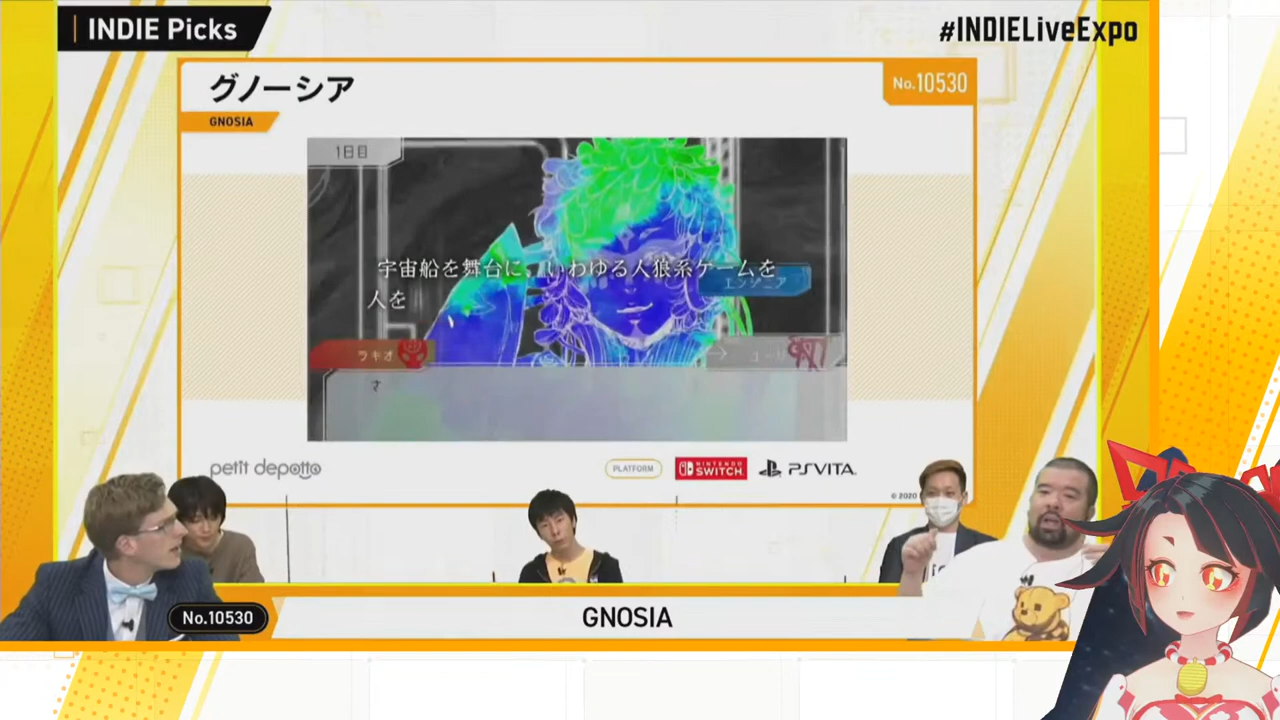 INDIE Picks
#INDIELiveExpo
グノーシア
No.10530
GNOSIA
1日目
宇宙船を舞台に、いわゆる人狼系ゲームを
人を
エンジニア
ラキオ
さ
petit depotto
PLATFORM
NINTENDO
SWITCH
PSVITA
© 2020
No.10530
GNOSIA